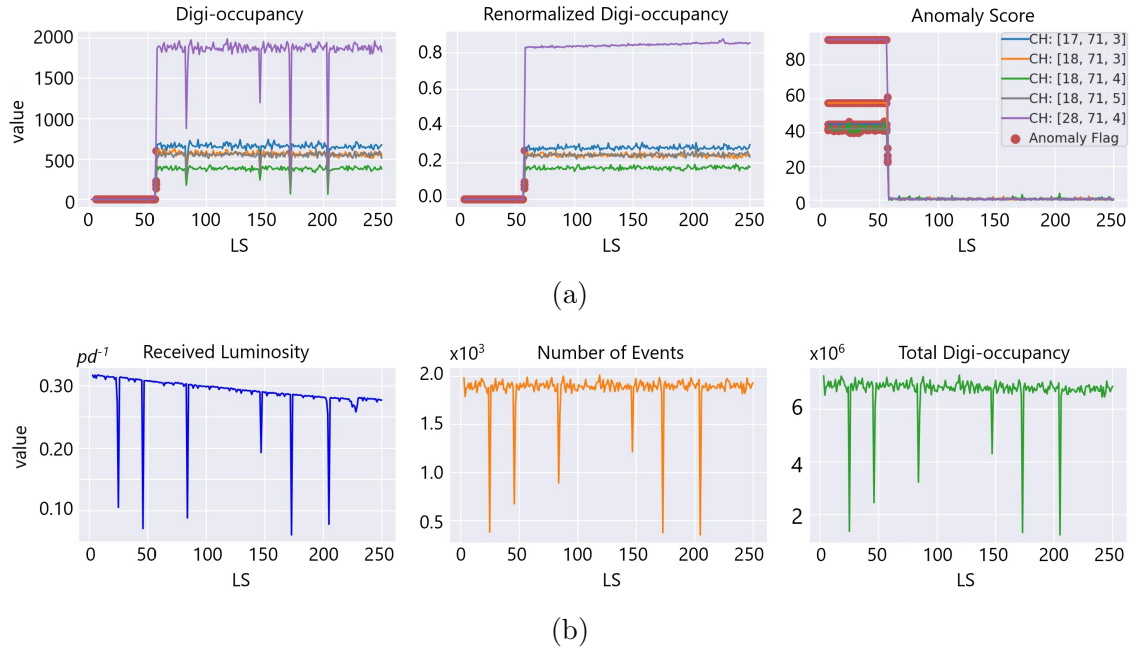 Digi-occupancy
Renormalized Digi-occupancy
Anomaly Score
2000
1500
1000
500
0
value
0 50 100 150 200 250
LS
0.8
0.6
0.4
0.2
0.0
0 50 100 150 200 250
LS
80
60
40
20
0
CH: [17, 71, 3]
CH: [18, 71, 3]
CH: [18, 71, 4]
CH: [18, 71, 5]
CH: [28, 71, 4]
Anomaly Flag
0 50 100 150 200 250
LS
(a)
pd-1
Received Luminosity
0.30
0.20
0.10
value
0 50 100 150 200 250
LS
x10³
Number of Events
2.0
1.5
1.0
0.5
0 50 100 150 200 250
LS
x10⁶
Total Digi-occupancy
6
4
2
0 50 100 150 200 250
LS
(b)